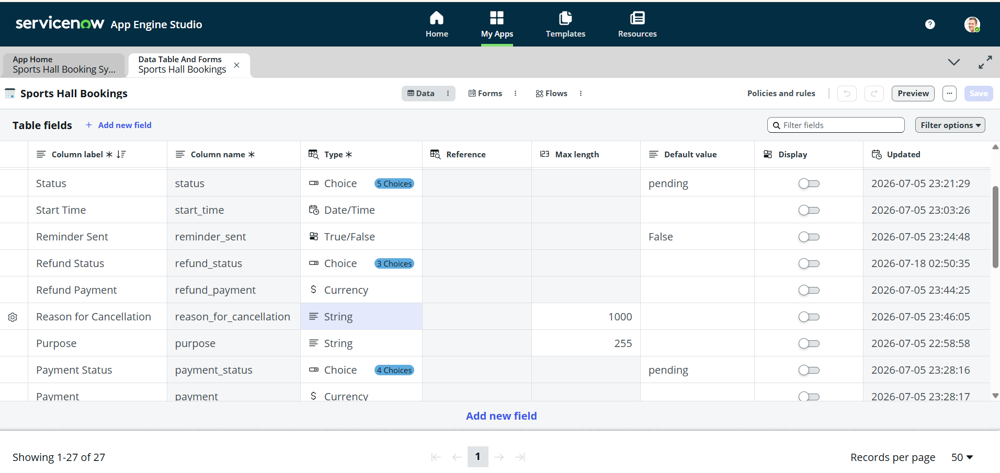 servicenow App Engine Studio
Home
My Apps
Templates
Resources
App Home
Sports Hall Booking Sy...
Data Table And Forms
Sports Hall Bookings
Sports Hall Bookings
Data
Forms
Flows
Policies and rules
Preview
Save
Table fields
+ Add new field
Filter fields
Filter options
Column label *
Column name *
Type *
Reference
Max length
Default value
Display
Updated
Status status Choice 5 Choices pending 2026-07-05 23:21:29
Start Time start_time Date/Time 2026-07-05 23:03:26
Reminder Sent reminder_sent True/False False 2026-07-05 23:24:48
Refund Status refund_status Choice 3 Choices 2026-07-18 02:50:35
Refund Payment refund_payment Currency 2026-07-05 23:44:25
Reason for Cancellation reason_for_cancellation String 1000 2026-07-05 23:46:05
Purpose purpose String 255 2026-07-05 22:58:58
Payment Status payment_status Choice 4 Choices pending 2026-07-05 23:28:16
Payment payment Currency 2026-07-05 23:28:17
Add new field
Showing 1-27 of 27
1
Records per page 50